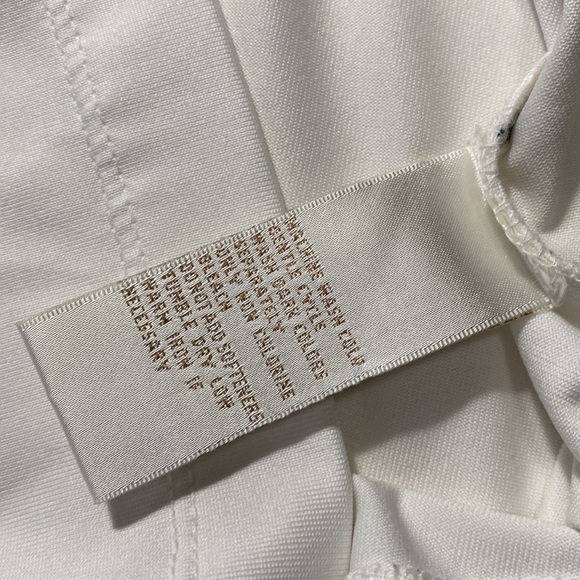 MACHINE WASH COLD
GENTLE CYCLE
WASH DARK COLORS
SEPARATELY
ONLY NON CHLORINE
BLEACH
DO NOT ADD SOFTENERS
TUMBLE DRY LOW
WARM IRON IF
NECESSARY